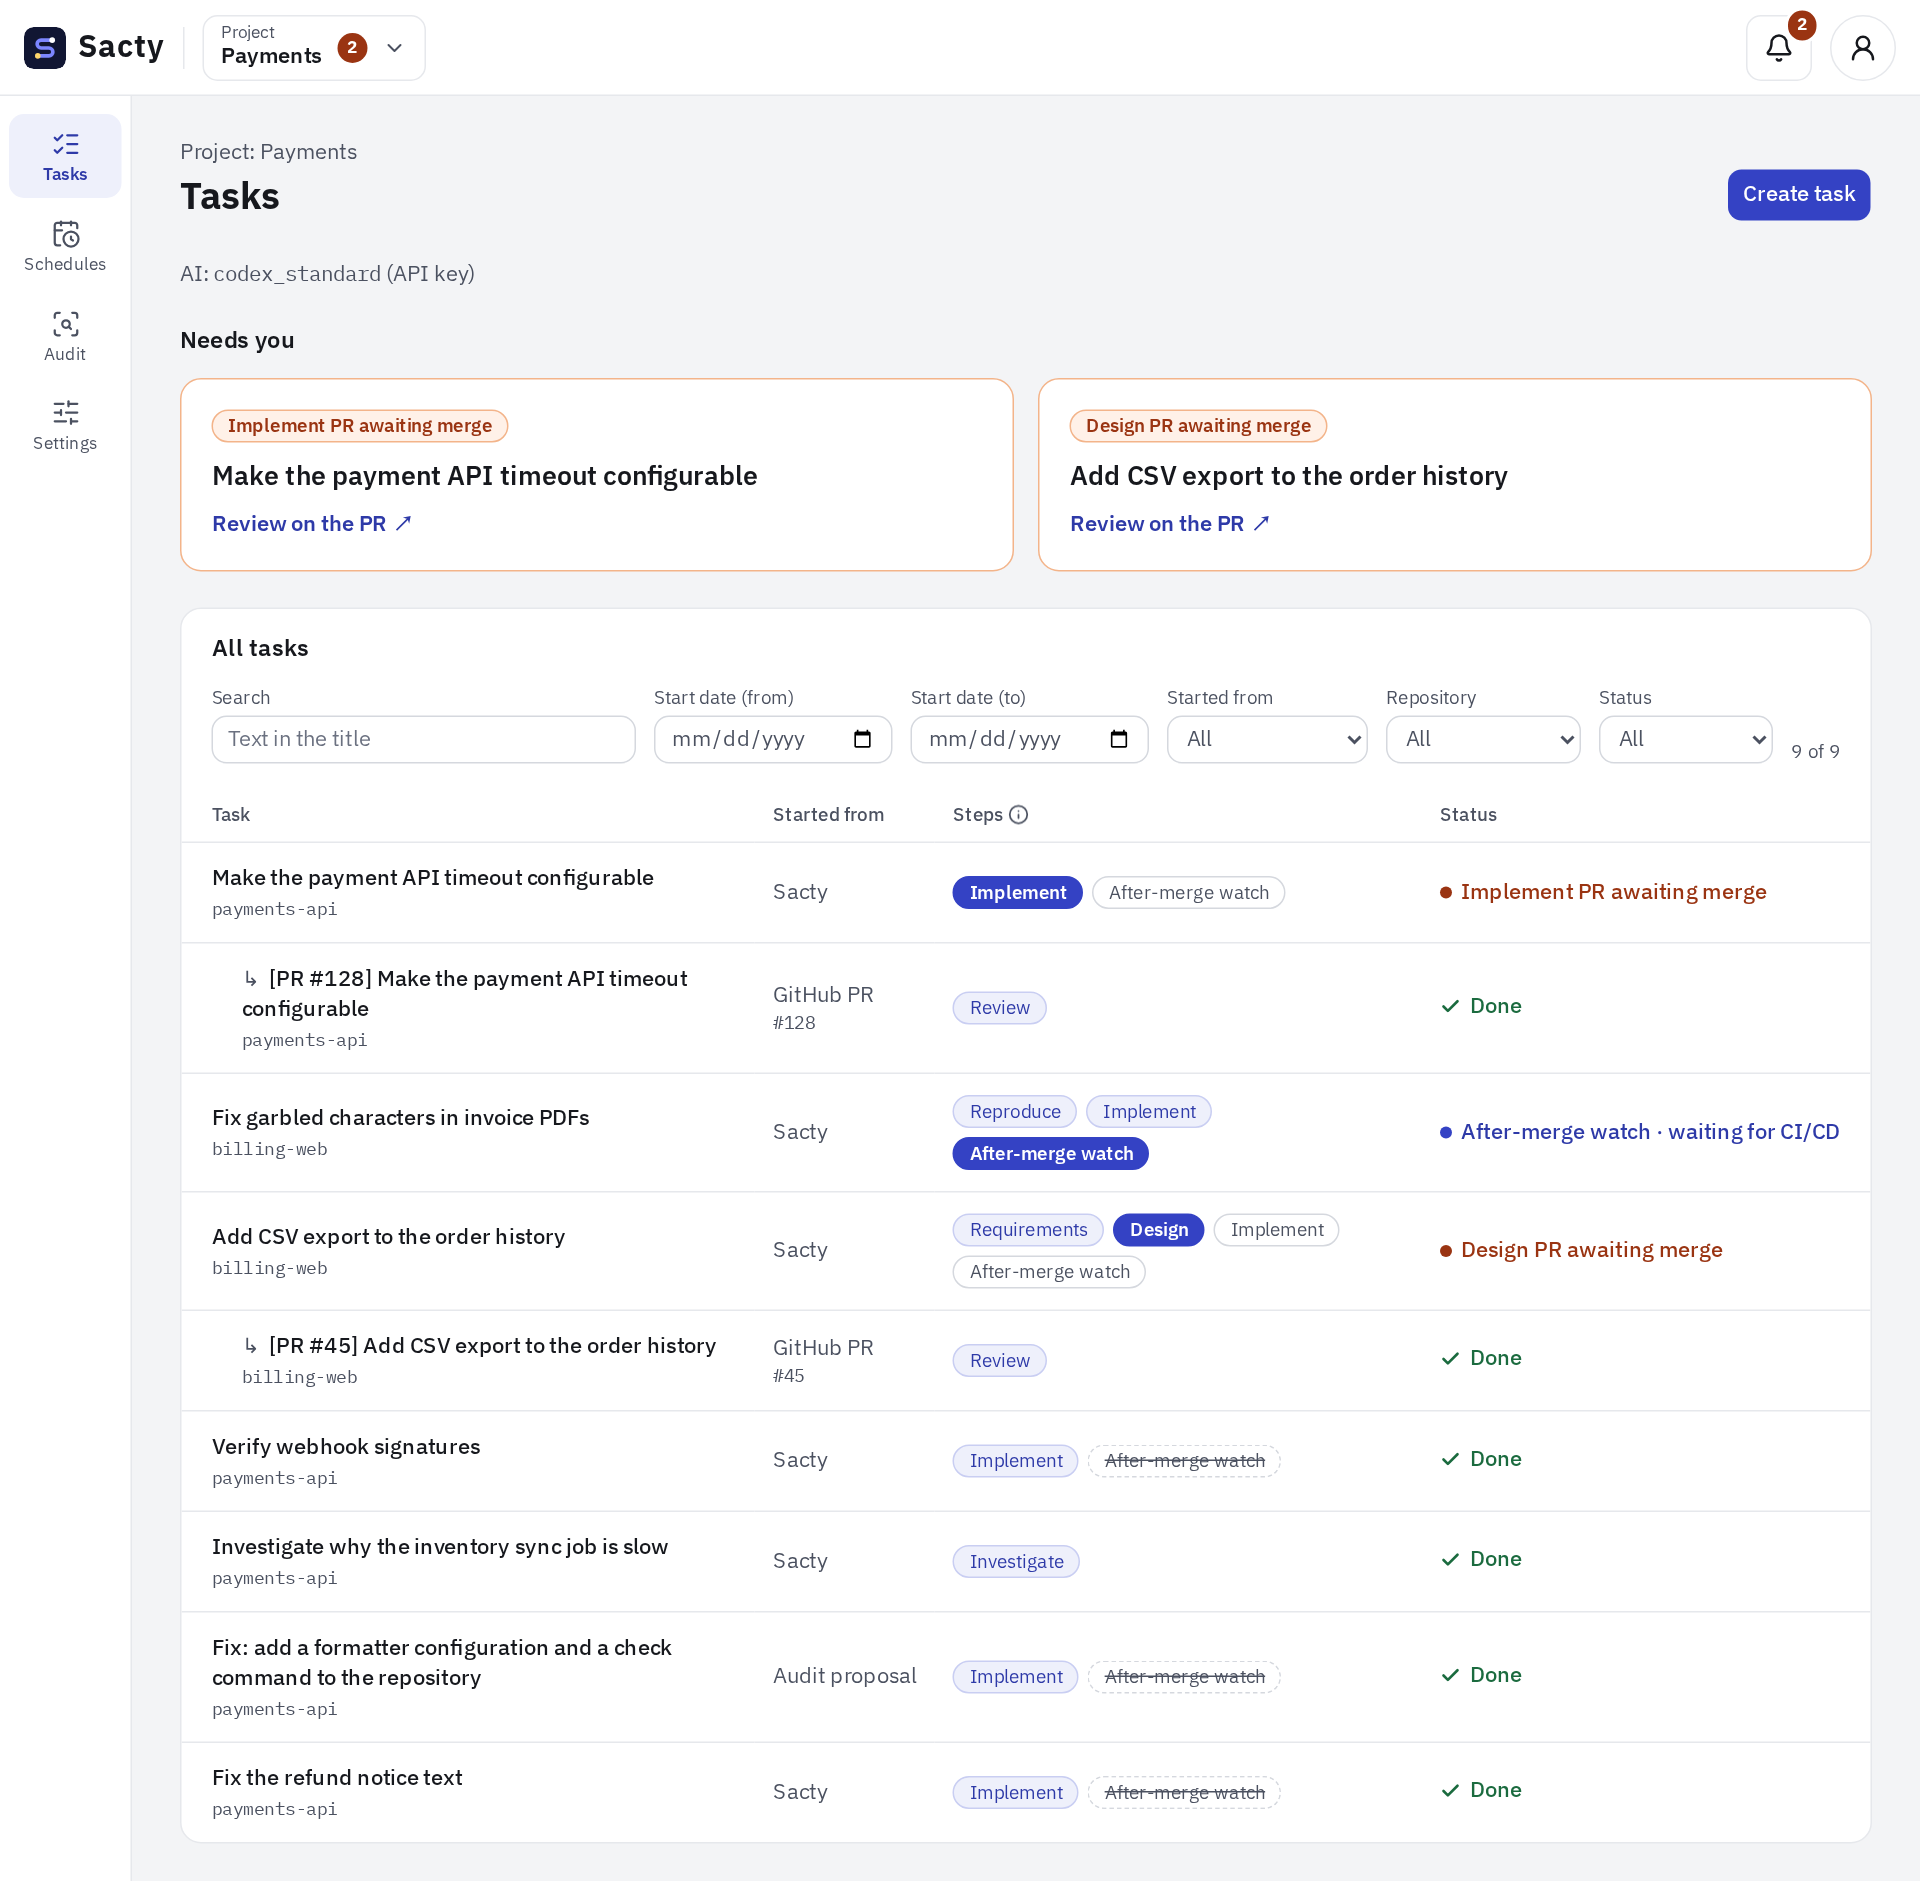 Sacty
Project
Payments
2
2
Tasks
Schedules
Audit
Settings
Project: Payments
Tasks
Create task
AI: codex_standard (API key)
Needs you
Implement PR awaiting merge
Make the payment API timeout configurable
Review on the PR ↗
Design PR awaiting merge
Add CSV export to the order history
Review on the PR ↗
All tasks
Search
Text in the title
Start date (from)
mm/dd/yyyy
Start date (to)
mm/dd/yyyy
Started from
All
Repository
All
Status
All
9 of 9
Task
Started from
Steps
Status
Make the payment API timeout configurable
payments-api
Sacty
Implement
After-merge watch
Implement PR awaiting merge
↳ [PR #128] Make the payment API timeout
configurable
payments-api
GitHub PR
#128
Review
Done
Fix garbled characters in invoice PDFs
billing-web
Sacty
Reproduce
Implement
After-merge watch
After-merge watch · waiting for CI/CD
Add CSV export to the order history
billing-web
Sacty
Requirements
Design
Implement
After-merge watch
Design PR awaiting merge
↳ [PR #45] Add CSV export to the order history
billing-web
GitHub PR
#45
Review
Done
Verify webhook signatures
payments-api
Sacty
Implement
After-merge watch
Done
Investigate why the inventory sync job is slow
payments-api
Sacty
Investigate
Done
Fix: add a formatter configuration and a check
command to the repository
payments-api
Audit proposal
Implement
After-merge watch
Done
Fix the refund notice text
payments-api
Sacty
Implement
After-merge watch
Done